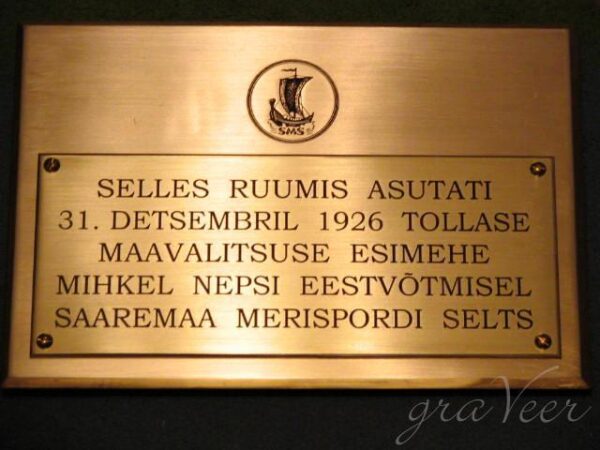 SMS
SELLES RUUMIS ASUTATI
31. DETSEMBRIL 1926 TOLLASE
MAAVALITSUSE ESIMEHE
MIHKEL NEPSI EESTVÕTMISEL
SAAREMAA MERISPORDI SELTS
graVeer